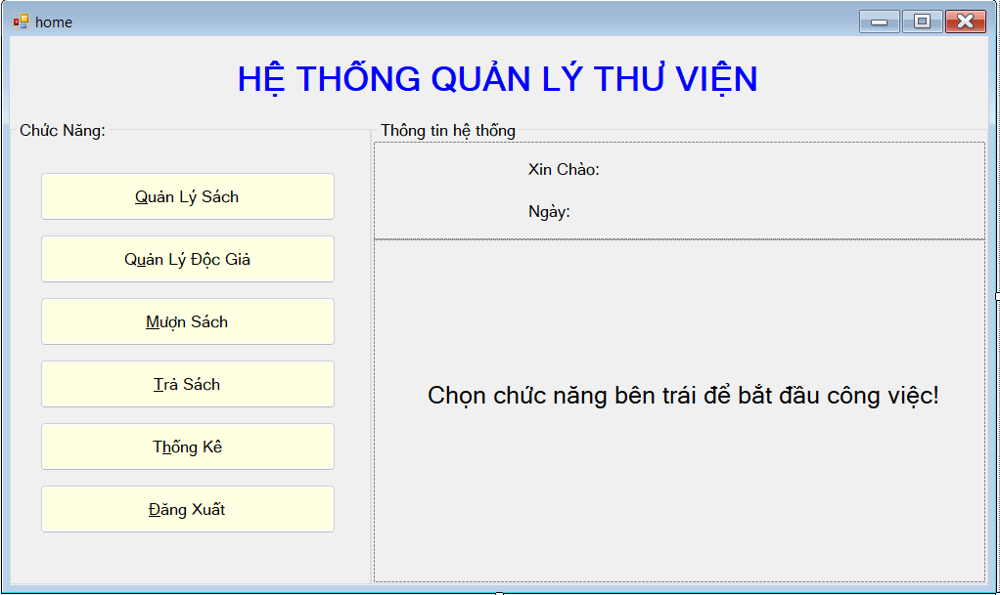 home
HỆ THỐNG QUẢN LÝ THƯ VIỆN
Chức Năng:
Quản Lý Sách
Quản Lý Độc Giả
Mượn Sách
Trả Sách
Thống Kê
Đăng Xuất
Thông tin hệ thống
Xin Chào:
Ngày:
Chọn chức năng bên trái để bắt đầu công việc!